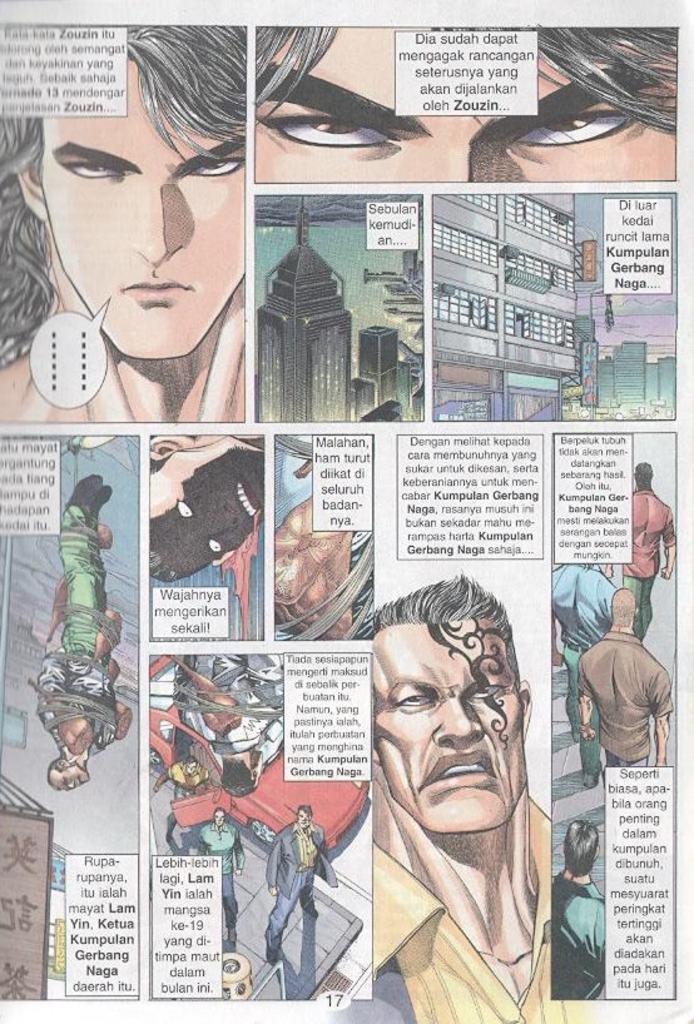 Kata-kata Zouzin itu
oleh semangat
dan keyakinan yang
Sebaik sahaja
13 mendengar
penjelasan Zouzin....
Dia sudah dapat
mengagak rancangan
seterusnya yang
akan dijalankan
oleh Zouzin...
Sebulan
kemudi-
an....
Di luar
kedai
runcit lama
Kumpulan
Gerbang
Naga....
mayat
ergantung
ada tiang
ampu di
adapan
kedai itu.
Rupa-
rupanya,
itu ialah
mayat Lam
Yin, Ketua
Kumpulan
Gerbang
Naga
daerah itu.
Wajahnya
mengerikan
sekali!
Malahan,
ham turut
diikat di
seluruh
badan-
nya.
Tiada sesiapapun
mengerti maksud
di sebalik per-
buatan itu.
Namun, yang
pastinya ialah,
itulah perbuatan
yang menghina
nama Kumpulan
Gerbang Naga.
Lebih-lebih
lagi, Lam
Yin ialah
mangsa
ke-19
yang di-
timpa maut
dalam
bulan ini.
Dengan melihat kepada
cara membunuhnya yang
sukar untuk dikesan, serta
keberaniannya untuk men-
cabar Kumpulan Gerbang
Naga, rasanya musuh ini
bukan sekadar mahu me-
rampas harta Kumpulan
Gerbang Naga sahaja....
Berpeluk tubuh
tidak akan men-
datangkan
sebarang hasil.
Oleh itu,
Kumpulan Ger-
bang Naga
mesti melakukan
serangan balas
dengan secepat
mungkin.
Seperti
biasa, apa-
bila orang
penting
dalam
kumpulan
dibunuh,
suatu
mesyuarat
peringkat
tertinggi
akan
diadakan
pada hari
itu juga.
17